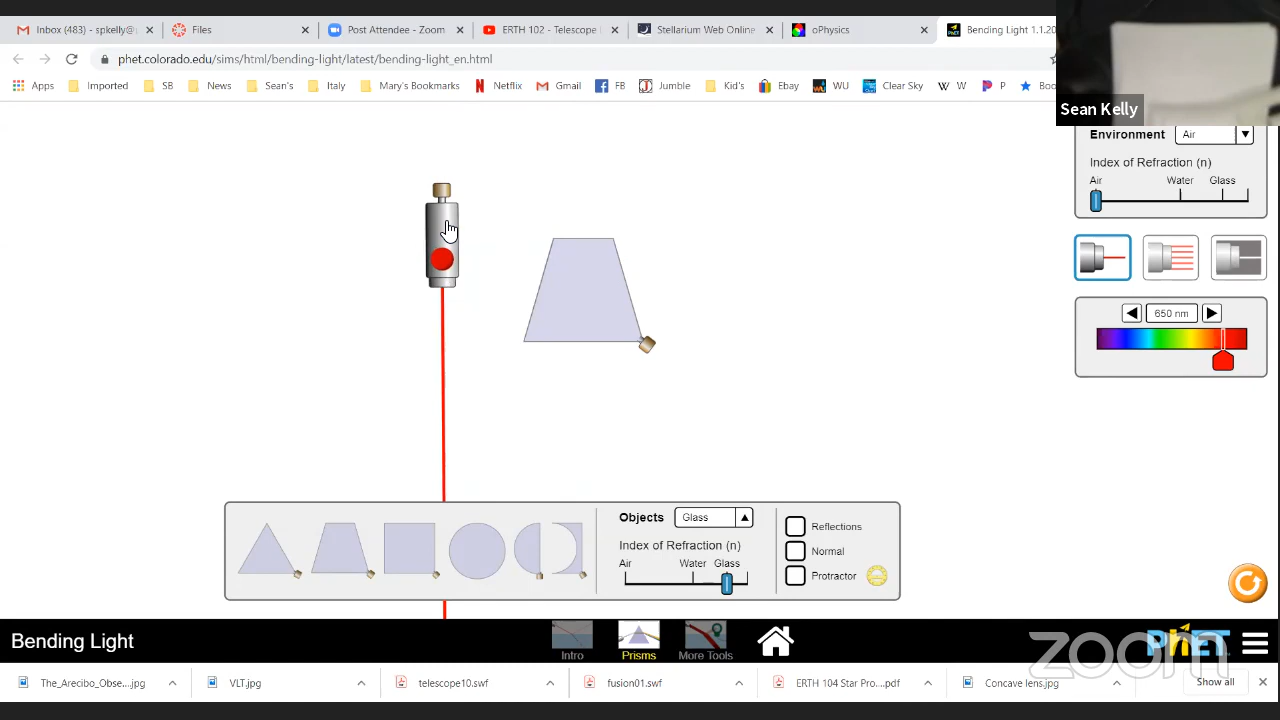 Inbox (483) - spkelly@
Files
Post Attendee - Zoom
ERTH 102 - Telescope
Stellarium Web Online
oPhysics
Bending Light 1.1.20
phet.colorado.edu/sims/html/bending-light/latest/bending-light_en.html
Apps Imported SE News Search Italy Mary's Bookmarks Netflix Gmail FB Jumble Kid's Ebay WU Clear Sky W P Boo
Sean Kelly
Environment Air
Index of Refraction (n)
Air Water Glass
650 nm
Objects Glass
Index of Refraction (n)
Air Water Glass
Reflections
Normal
Protractor
Bending Light
Intro
Prisms
More Tools
PhET
zoom
The_Arecibo_Obse....jpg
VLT.jpg
telescope10.swf
fusion01.swf
ERTH 104 Star Pro....pdf
Concave lens.jpg
Show all